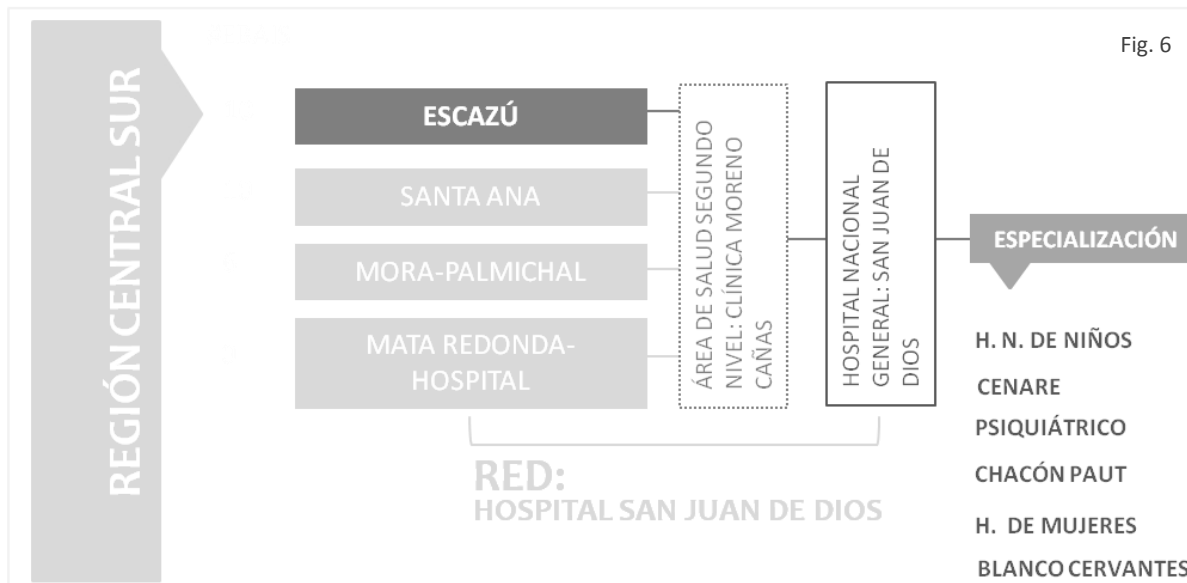 Fig. 6
REGIÓN CENTRAL SUR
ESCAZÚ
SANTA ANA
MORA-PALMICHAL
MATA REDONDA-
HOSPITAL
ÁREA DE SALUD SEGUNDO
NIVEL: CLÍNICA MORENO
CAÑAS
HOSPITAL NACIONAL
GENERAL: SAN JUAN DE
DIOS
ESPECIALIZACIÓN
H. N. DE NIÑOS
CENARE
PSIQUIÁTRICO
CHACÓN PAUT
H. DE MUJERES
BLANCO CERVANTES
RED:
HOSPITAL SAN JUAN DE DIOS